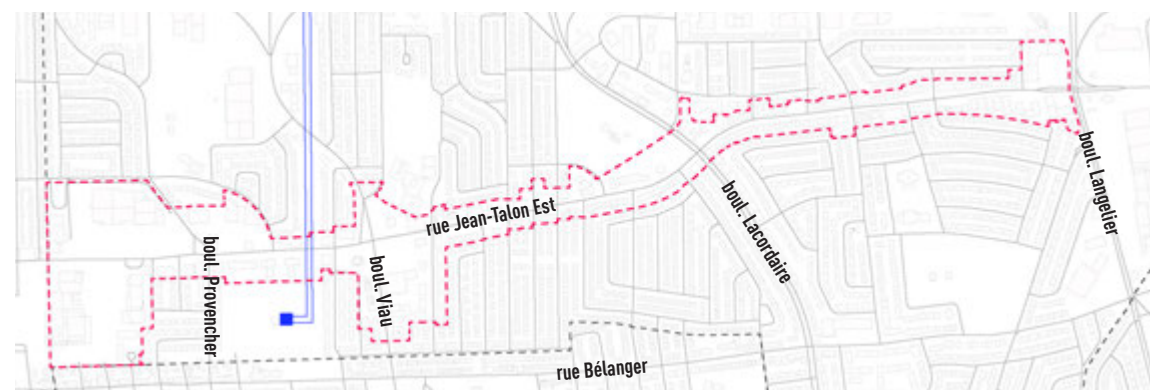 boul. Provencher
boul. Viau
rue Jean-Talon Est
boul. Lacordaire
boul. Langelier
rue Bélanger